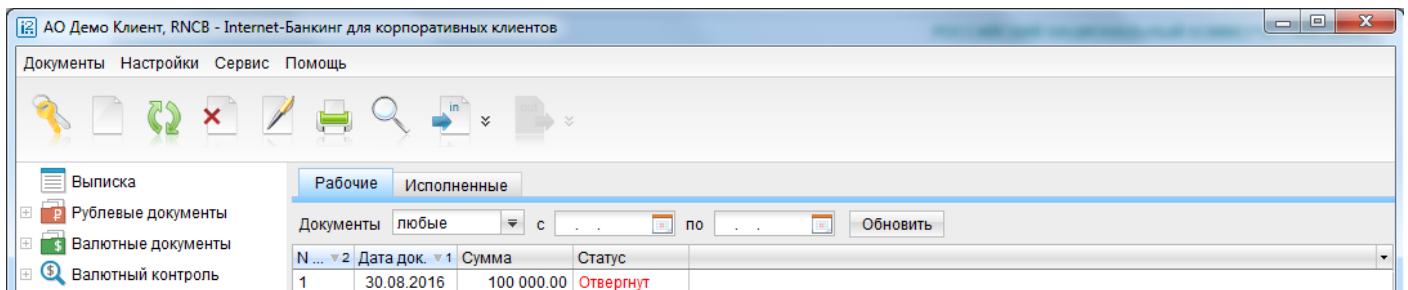 АО Демо Клиент, RNCB - Internet-Банкинг для корпоративных клиентов
Документы Настройки Сервис Помощь
in
out
Выписка
Рублевые документы
Валютные документы
Валютный контроль
Рабочие Исполненные
Документы любые с . . по . . Обновить
N ... 2 Дата док. 1 Сумма Статус
1 30.08.2016 100 000.00 Отвергнут